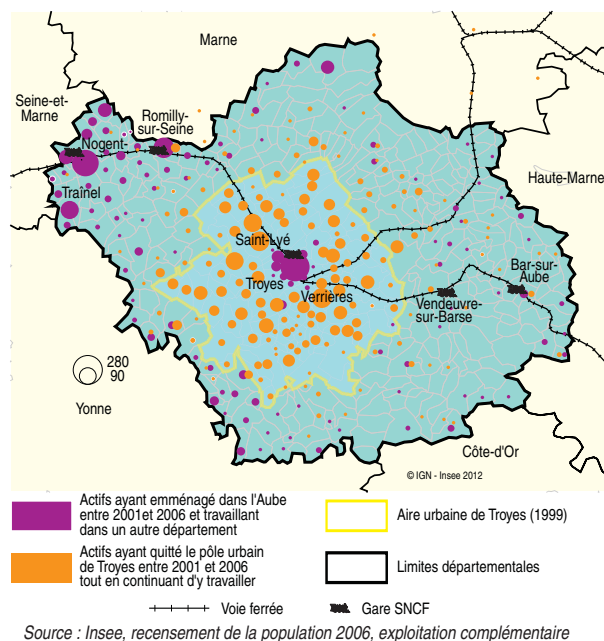 Marne
Seine-et-
Marne
Romilly-
sur-Seine
Nogent-
Haute-Marne
Traînel
Saint-Lyé
Troyes
Verrières
Bar-sur-
Aube
Vendeuvre-
sur-Barse
280
90
Yonne
Côte-d'Or
© IGN - Insee 2012
Actifs ayant emménagé dans l'Aube
entre 2001et 2006 et travaillant
dans un autre département
Aire urbaine de Troyes (1999)
Actifs ayant quitté le pôle urbain
de Troyes entre 2001 et 2006
tout en continuant d'y travailler
Limites départementales
Voie ferrée
Gare SNCF
Source : Insee, recensement de la population 2006, exploitation complémentaire